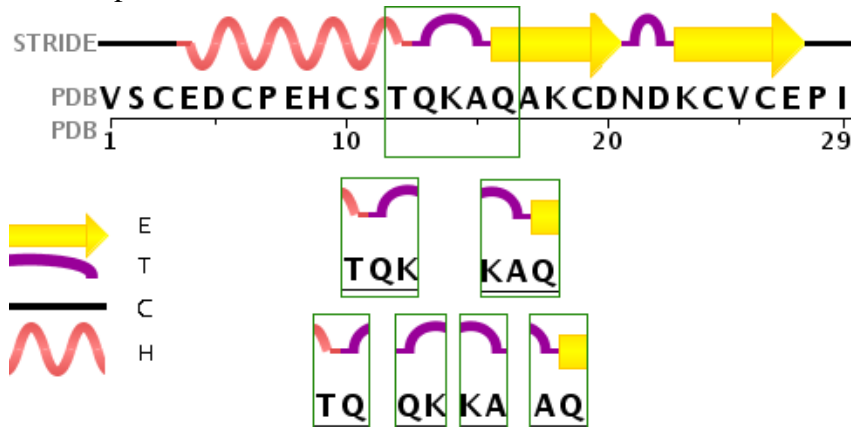 STRIDE
PDB VSCEDCPEHCSTQKAQAKCDNDKCVCEPI
PDB 1 10 20 29
E
T
C
H
TQK KAQ
TQ QK KA AQ